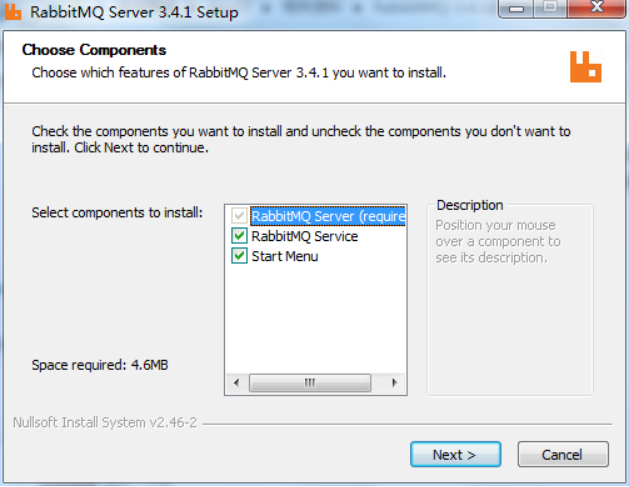 RabbitMQ Server 3.4.1 Setup
Choose Components
Choose which features of RabbitMQ Server 3.4.1 you want to install.
Check the components you want to install and uncheck the components you don't want to
install. Click Next to continue.
Select components to install:
RabbitMQ Server (require
RabbitMQ Service
Start Menu
Description
Position your mouse
over a component to
see its description.
Space required: 4.6MB
Nullsoft Install System v2.46-2
Next >
Cancel